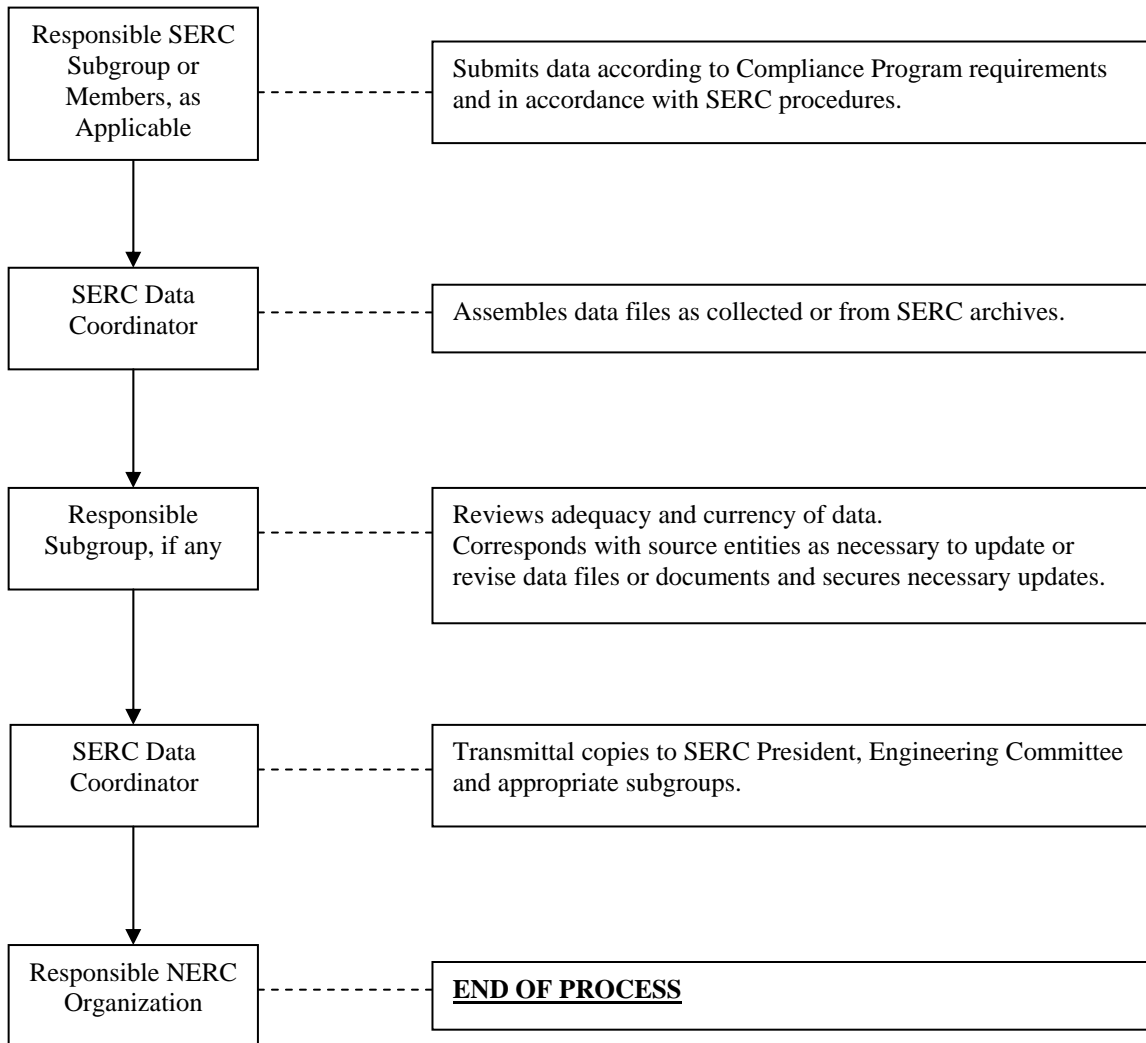 Responsible SERC
Subgroup or
Members, as
Applicable
Submits data according to Compliance Program requirements
and in accordance with SERC procedures.
SERC Data
Coordinator
Assembles data files as collected or from SERC archives.
Responsible
Subgroup, if any
Reviews adequacy and currency of data.
Corresponds with source entities as necessary to update or
revise data files or documents and secures necessary updates.
SERC Data
Coordinator
Transmittal copies to SERC President, Engineering Committee
and appropriate subgroups.
Responsible NERC
Organization
END OF PROCESS